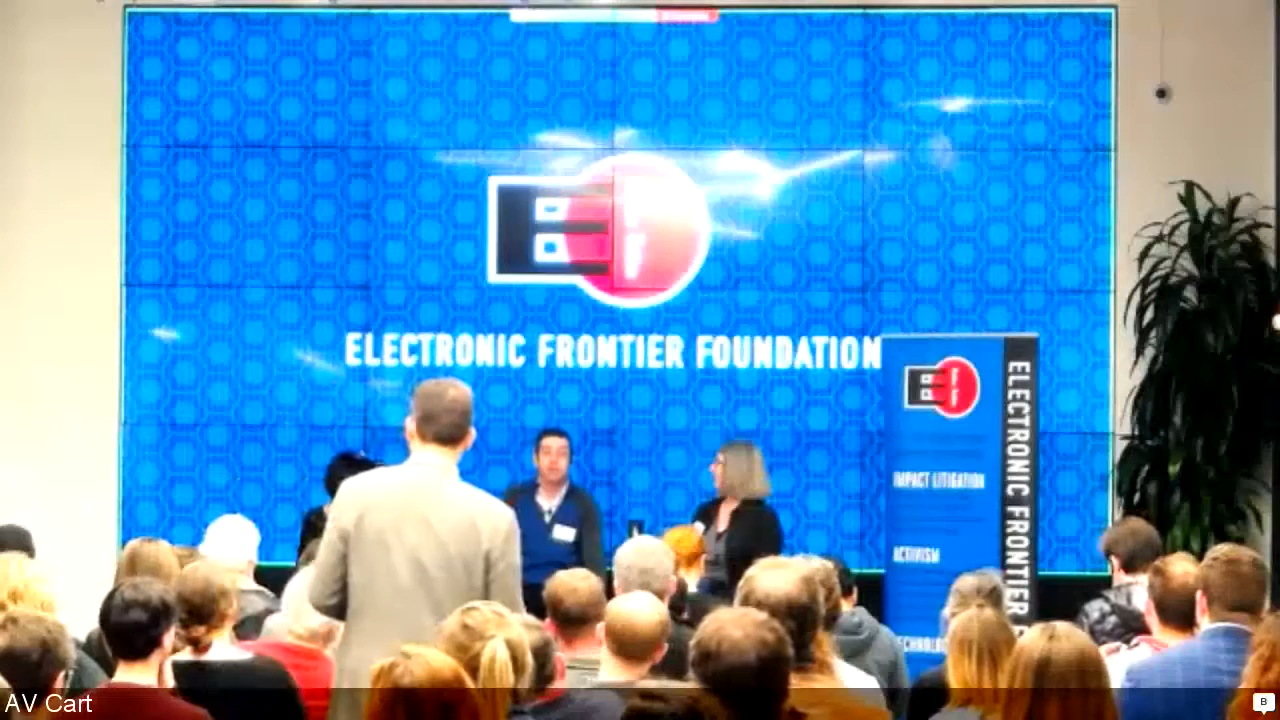 ELECTRONIC FRONTIER FOUNDATION
ELECTRONIC FRONTIER
IMPACT LITIGATION
ACTIVISM
AV Cart
B